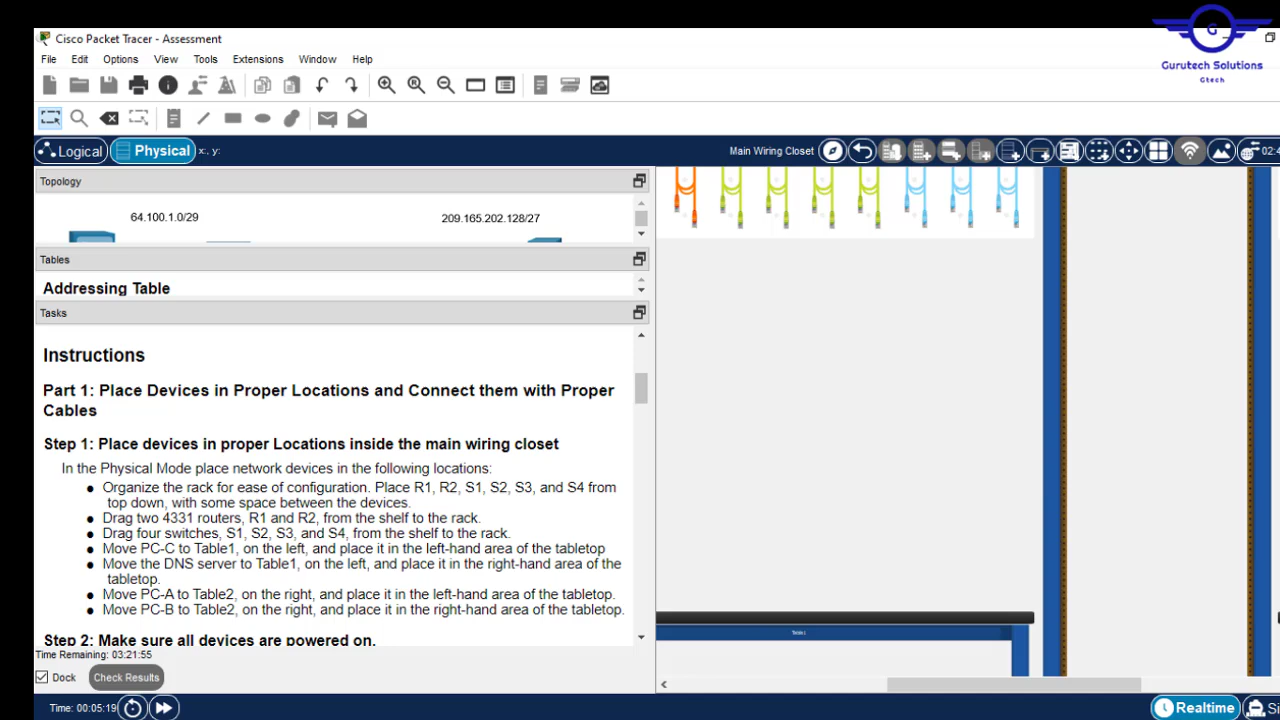 Cisco Packet Tracer - Assessment
G
Gurutech Solutions
Gtech
File Edit Options View Tools Extensions Window Help
Logical Physical x:, y: Main Wiring Closet 02:4
Topology
64.100.1.0/29 209.165.202.128/27
Tables
Addressing Table
Tasks
Instructions
Part 1: Place Devices in Proper Locations and Connect them with Proper
Cables
Step 1: Place devices in proper Locations inside the main wiring closet
In the Physical Mode place network devices in the following locations:
● Organize the rack for ease of configuration. Place R1, R2, S1, S2, S3, and S4 from
top down, with some space between the devices.
● Drag two 4331 routers, R1 and R2, from the shelf to the rack.
● Drag four switches, S1, S2, S3, and S4, from the shelf to the rack.
● Move PC-C to Table1, on the left, and place it in the left-hand area of the tabletop
● Move the DNS server to Table1, on the left, and place it in the right-hand area of the
tabletop.
● Move PC-A to Table2, on the right, and place it in the left-hand area of the tabletop.
● Move PC-B to Table2, on the right, and place it in the right-hand area of the tabletop.
Step 2: Make sure all devices are powered on.
Time Remaining: 03:21:55
Dock Check Results
Time: 00:05:19 Realtime Si